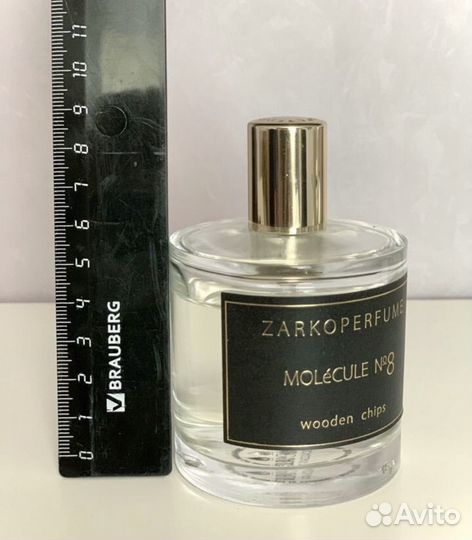 11
10
9
8
7
6
5
4
3
2
1
0
BRAUBERG
ZARKOPERFUME
MOLéCULE №8
wooden chips
Avito